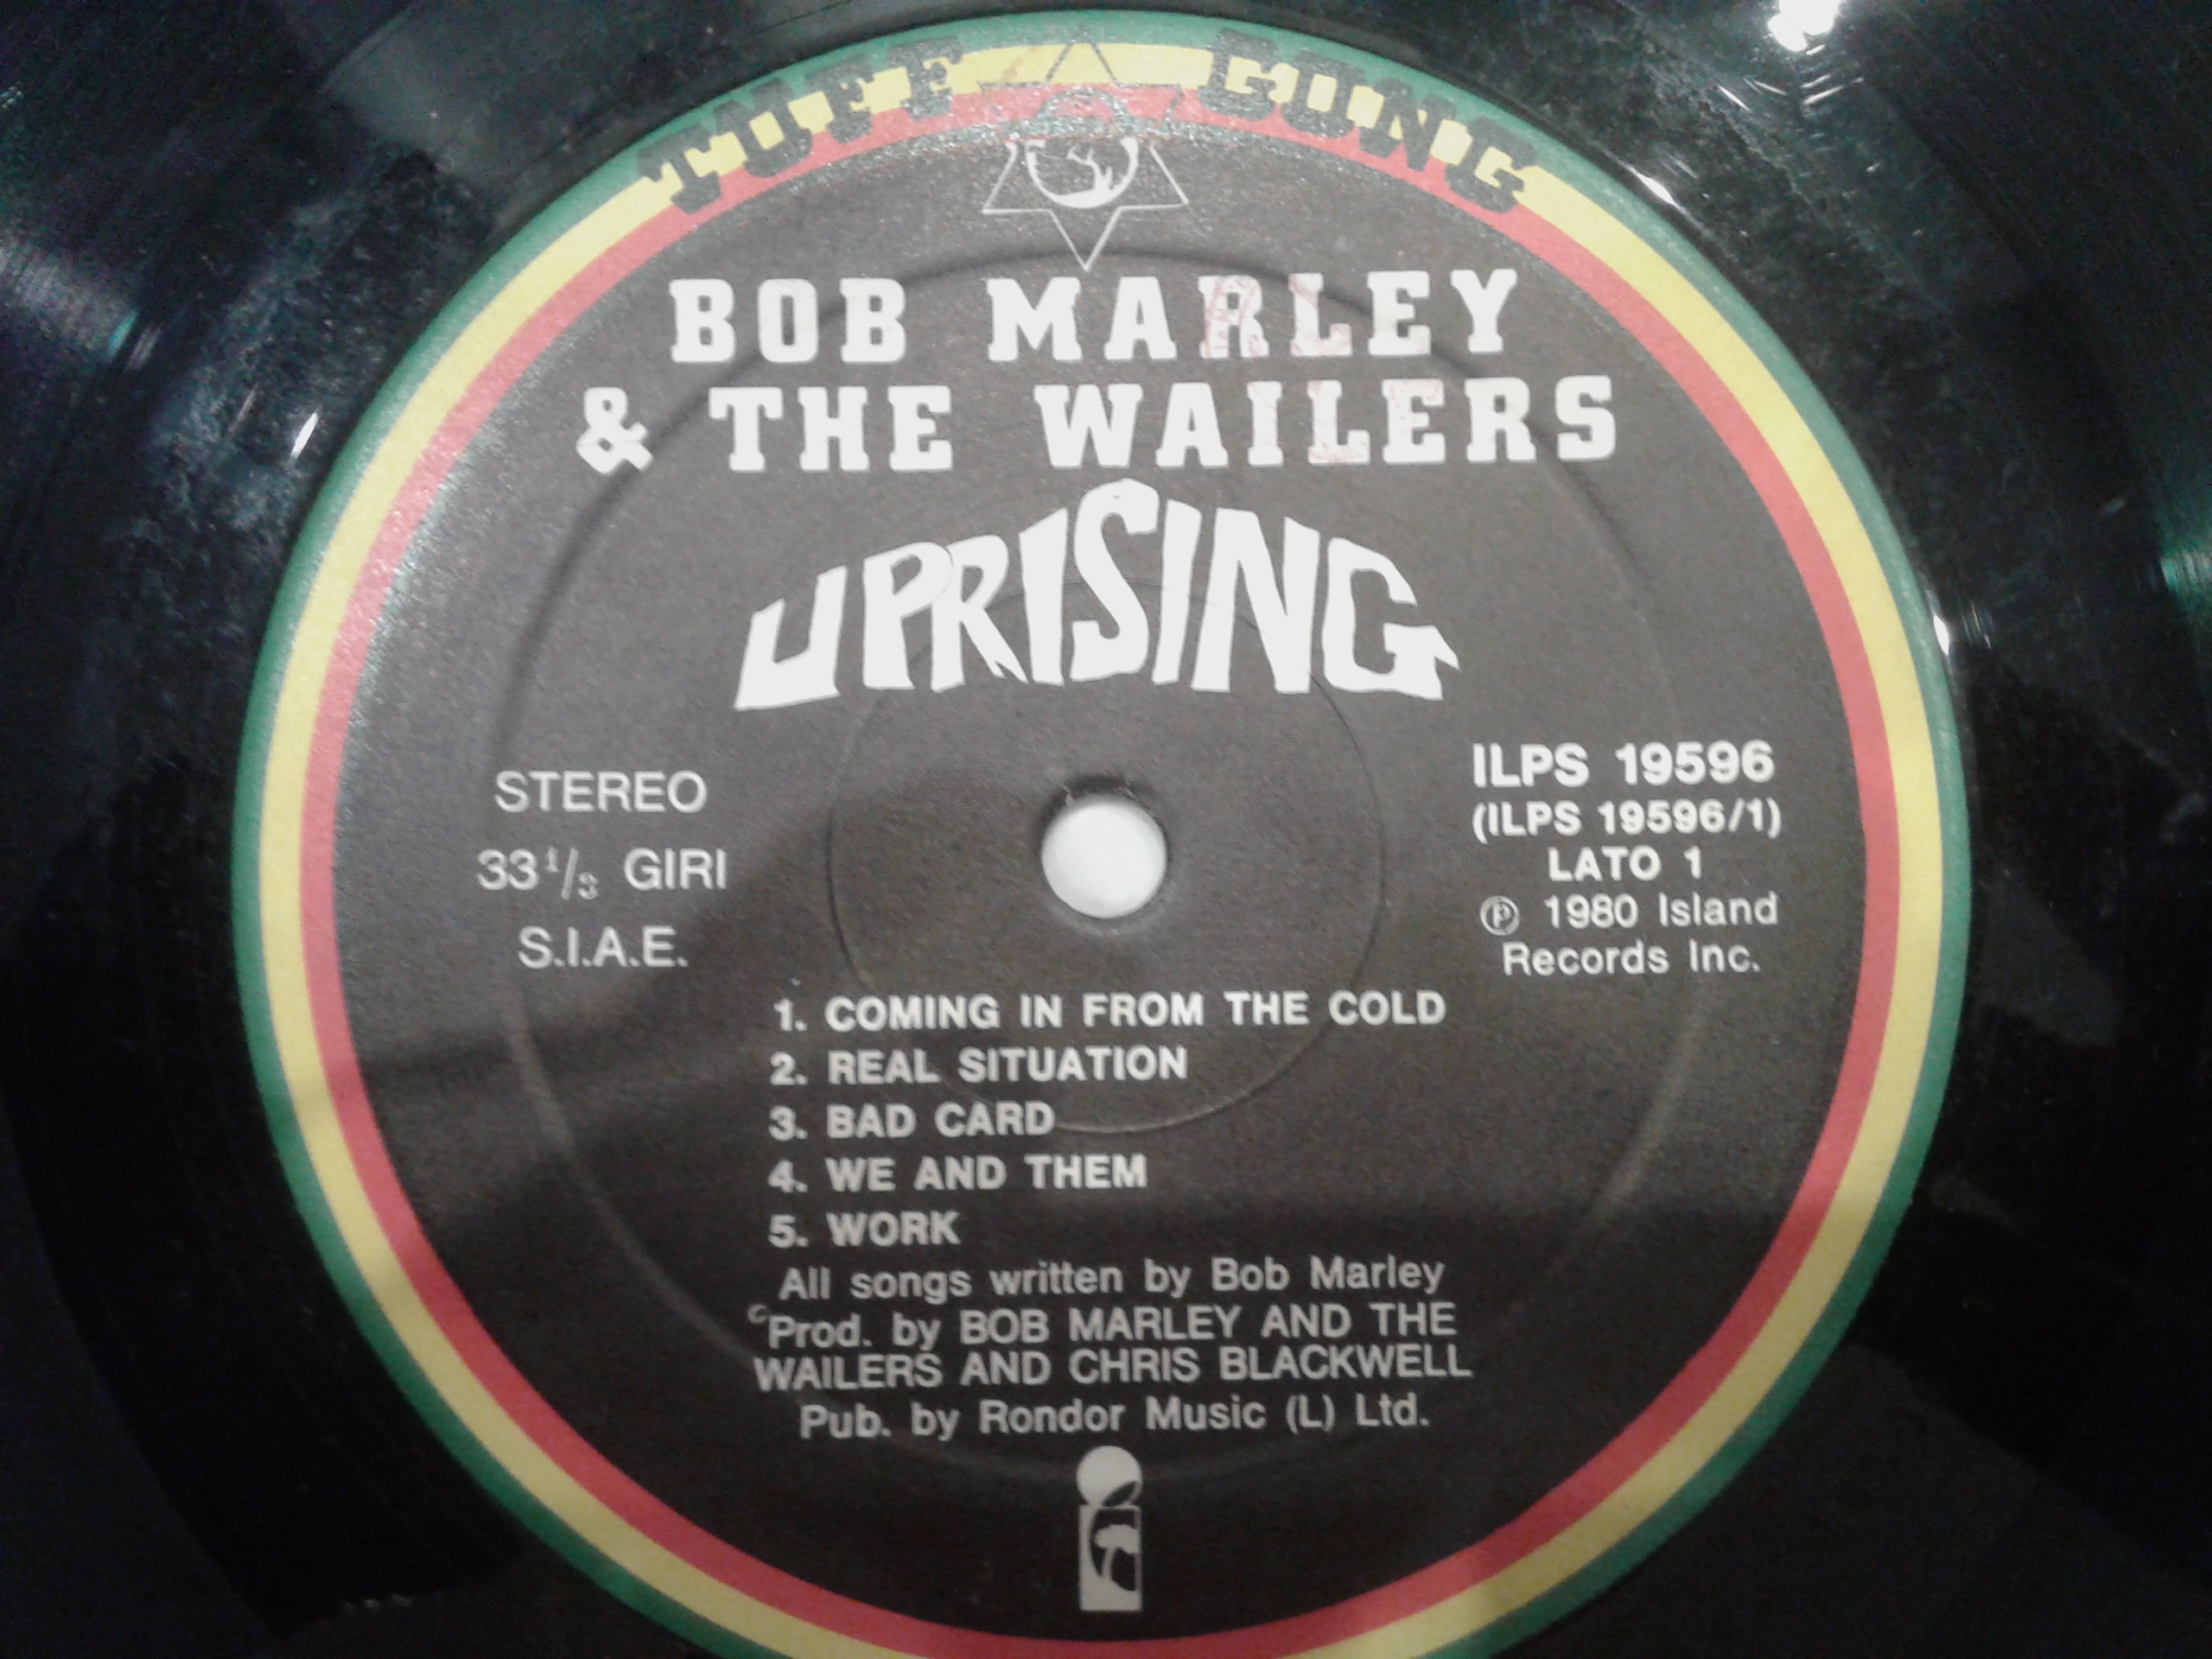 TUFF GONG
BOB MARLEY
& THE WAILERS
UPRISING
STEREO
33 1/3 GIRI
S.I.A.E.
ILPS 19596
(ILPS 19596/1)
LATO 1
℗ 1980 Island
Records Inc.
1. COMING IN FROM THE COLD
2. REAL SITUATION
3. BAD CARD
4. WE AND THEM
5. WORK
All songs written by Bob Marley
Prod. by BOB MARLEY AND THE
WAILERS AND CHRIS BLACKWELL
Pub. by Rondor Music (L) Ltd.